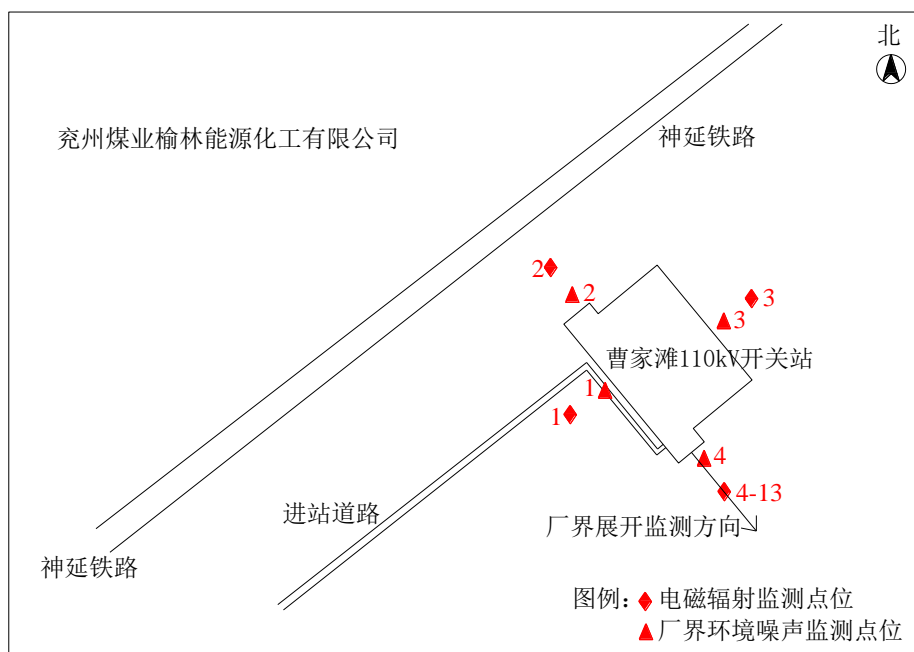 北
兖州煤业榆林能源化工有限公司
神延铁路
2
2
3
3
曹家滩110kV开关站
1
1
4
4-13
进站道路
厂界展开监测方向
神延铁路
图例：
电磁辐射监测点位
厂界环境噪声监测点位